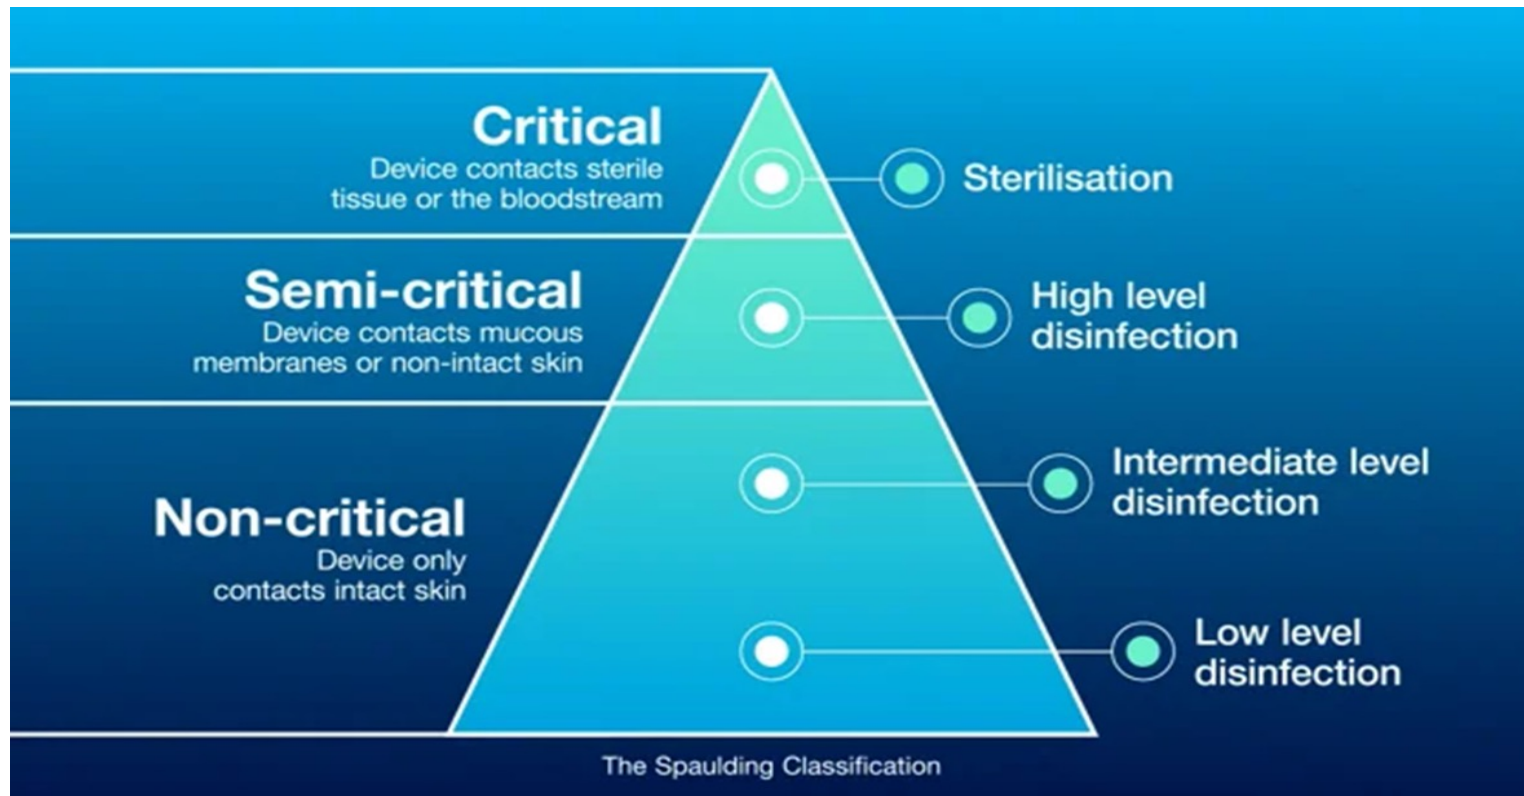 Critical
Device contacts sterile
tissue or the bloodstream
Sterilisation
Semi-critical
Device contacts mucous
membranes or non-intact skin
High level
disinfection
Non-critical
Device only
contacts intact skin
Intermediate level
disinfection
Low level
disinfection
The Spaulding Classification